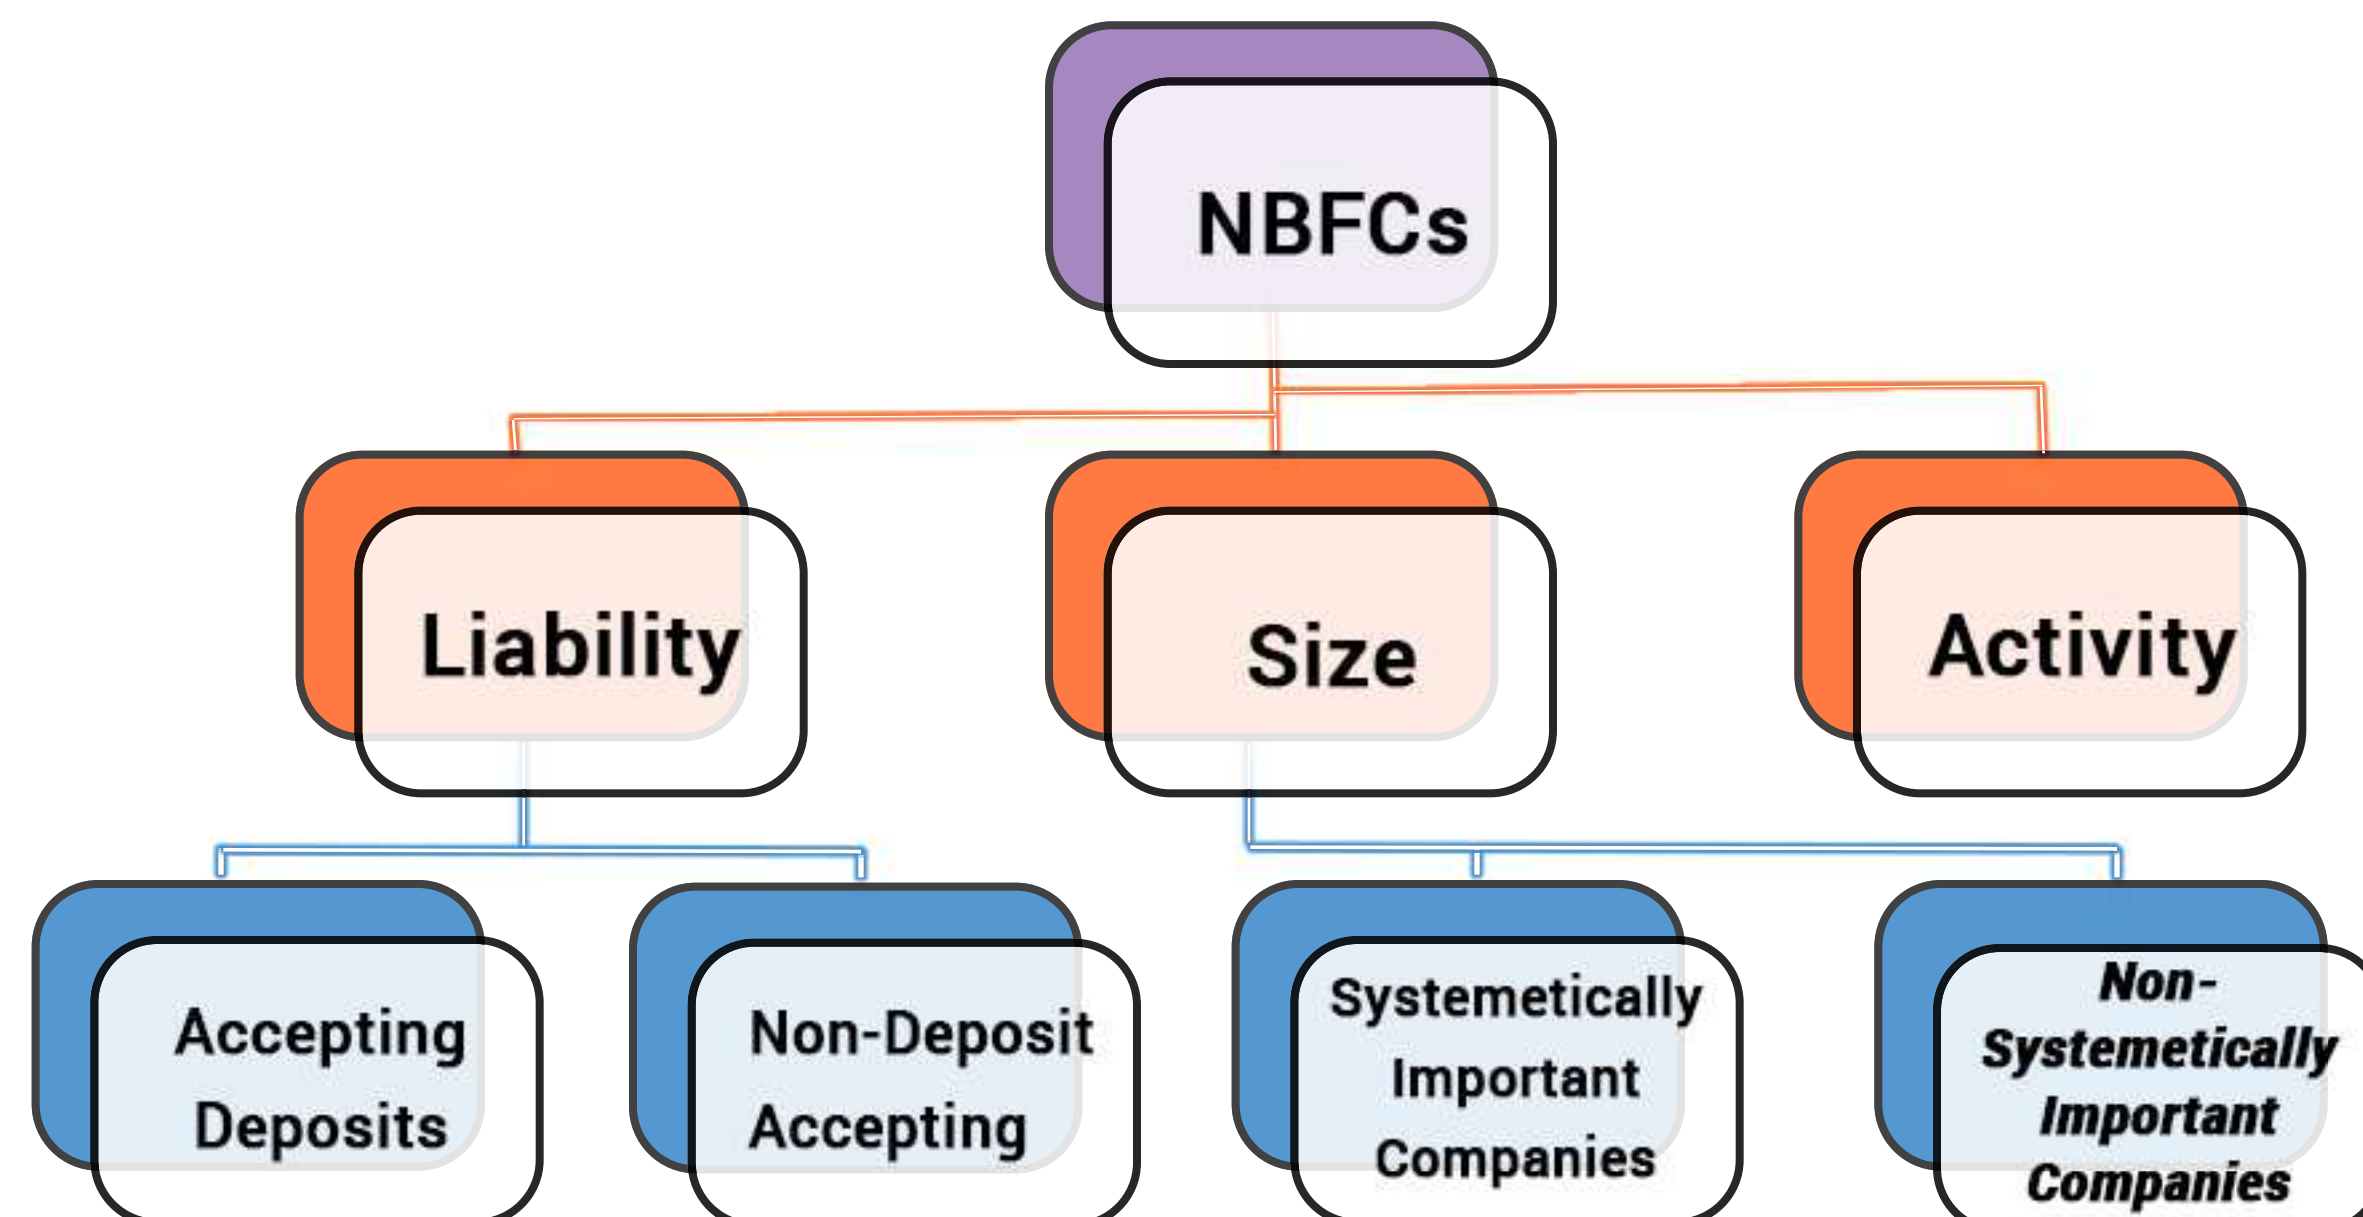 NBFCs
Liability
Size
Activity
Accepting
Deposits
Non-Deposit
Accepting
Systemetically
Important
Companies
Non-
Systemetically
Important
Companies